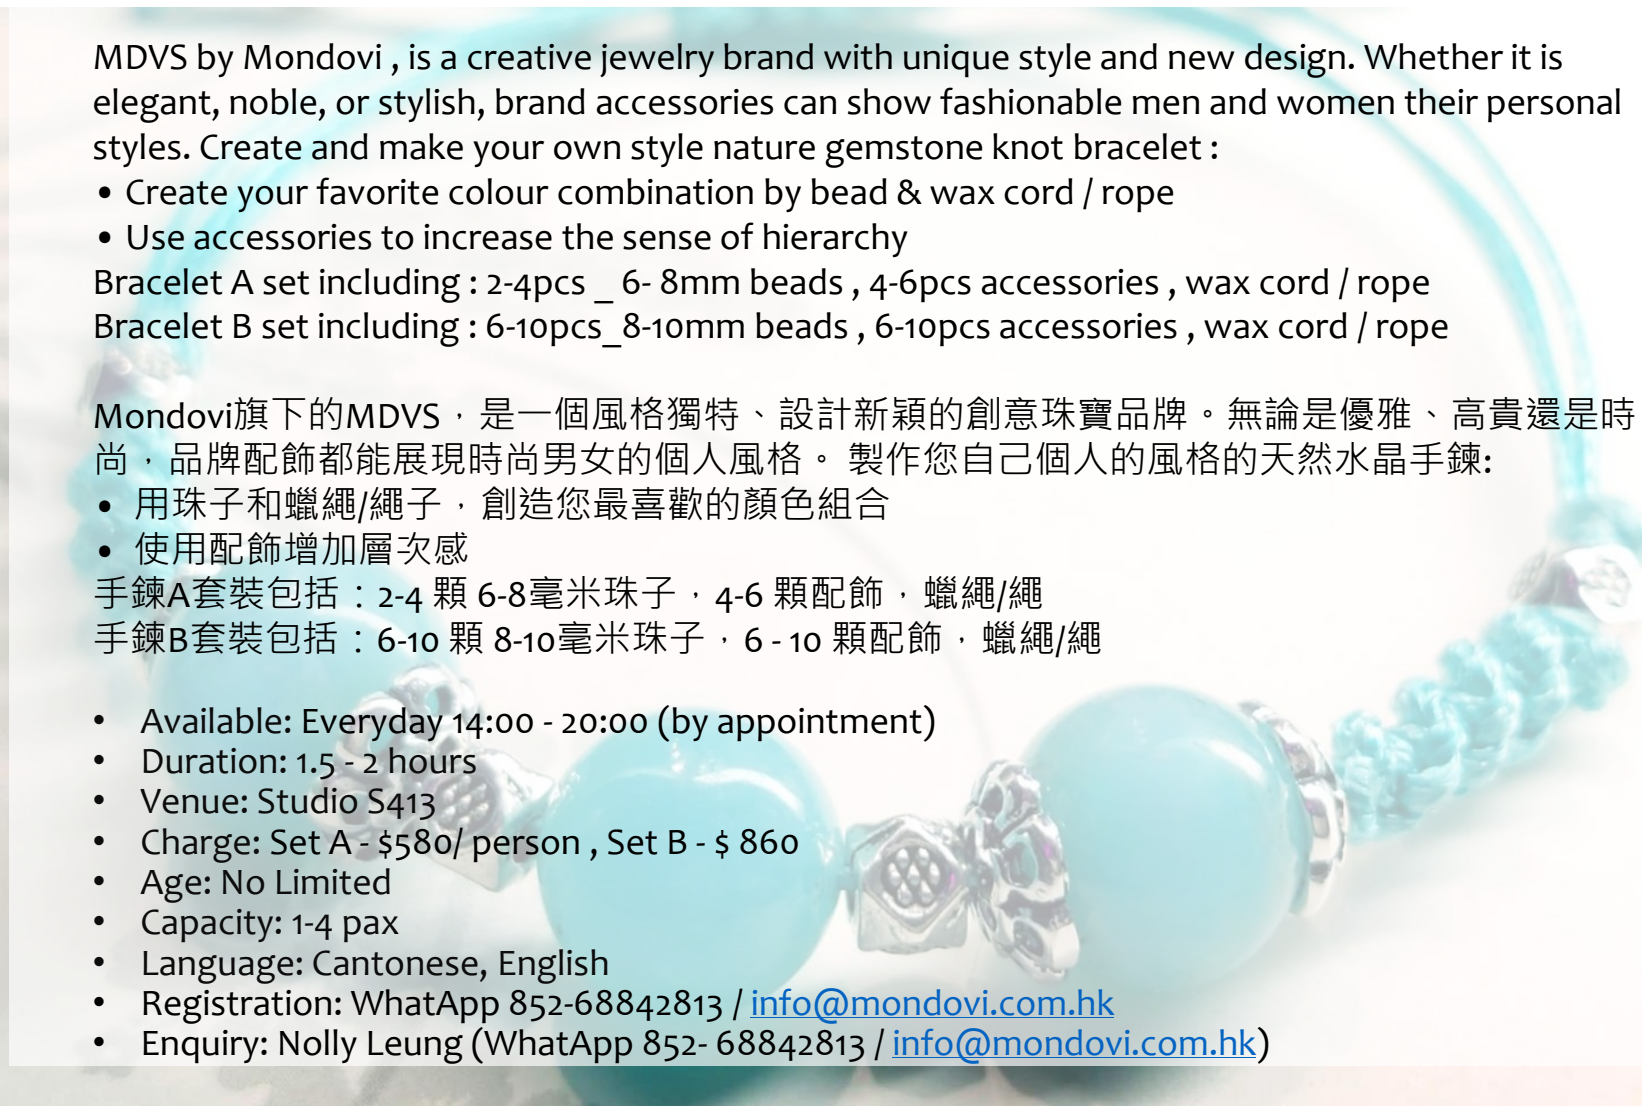 MDVS by Mondovi , is a creative jewelry brand with unique style and new design. Whether it is
elegant, noble, or stylish, brand accessories can show fashionable men and women their personal
styles. Create and make your own style nature gemstone knot bracelet :
• Create your favorite colour combination by bead & wax cord / rope
• Use accessories to increase the sense of hierarchy
Bracelet A set including : 2-4pcs _ 6- 8mm beads , 4-6pcs accessories , wax cord / rope
Bracelet B set including : 6-10pcs_8-10mm beads , 6-10pcs accessories , wax cord / rope
Mondovi旗下的MDVS，是一個風格獨特、設計新穎的創意珠寶品牌。無論是優雅、高貴還是時
尚，品牌配飾都能展現時尚男女的個人風格。 製作您自己個人的風格的天然水晶手鍊:
• 用珠子和蠟繩/繩子，創造您最喜歡的顏色組合
• 使用配飾增加層次感
手鍊A套裝包括：2-4 顆 6-8毫米珠子，4-6 顆配飾，蠟繩/繩
手鍊B套裝包括：6-10 顆 8-10毫米珠子，6 - 10 顆配飾，蠟繩/繩
• Available: Everyday 14:00 - 20:00 (by appointment)
• Duration: 1.5 - 2 hours
• Venue: Studio S413
• Charge: Set A - $580/ person , Set B - $ 860
• Age: No Limited
• Capacity: 1-4 pax
• Language: Cantonese, English
• Registration: WhatApp 852-68842813 / info@mondovi.com.hk
• Enquiry: Nolly Leung (WhatApp 852- 68842813 / info@mondovi.com.hk)